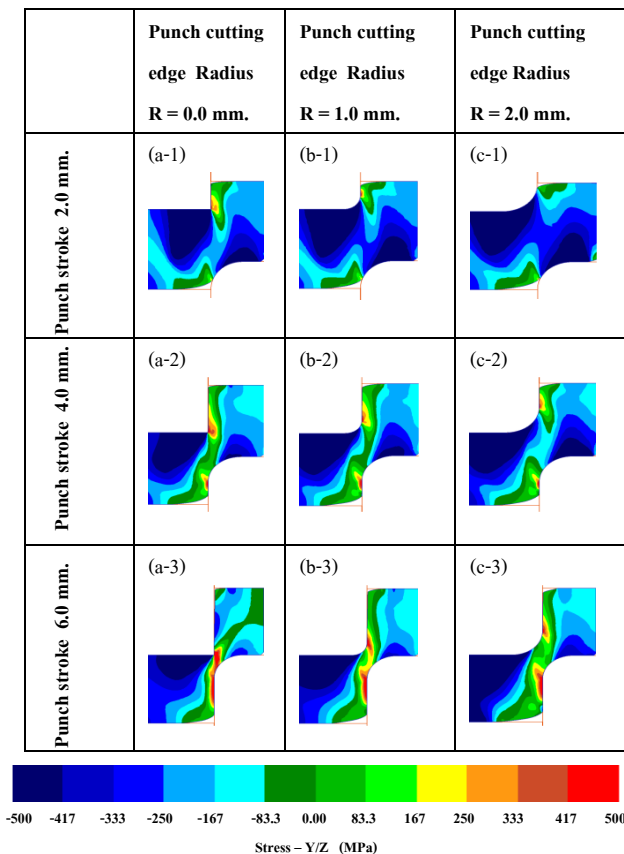 Punch cutting edge Radius R = 0.0 mm.
Punch cutting edge Radius R = 1.0 mm.
Punch cutting edge Radius R = 2.0 mm.
Punch stroke 2.0 mm.
(a-1)
(b-1)
(c-1)
Punch stroke 4.0 mm.
(a-2)
(b-2)
(c-2)
Punch stroke 6.0 mm.
(a-3)
(b-3)
(c-3)
-500 -417 -333 -250 -167 -83.3 0.00 83.3 167 250 333 417 500
Stress – Y/Z (MPa)